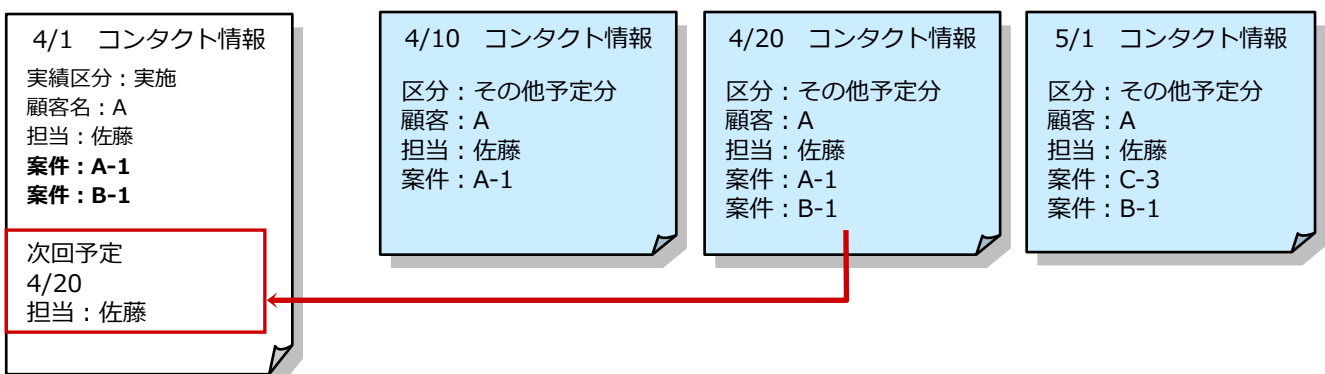 4/1　コンタクト情報
実績区分：実施
顧客名：A
担当：佐藤
案件：A-1
案件：B-1
次回予定
4/20
担当：佐藤
4/10　コンタクト情報
区分：その他予定分
顧客：A
担当：佐藤
案件：A-1
4/20　コンタクト情報
区分：その他予定分
顧客：A
担当：佐藤
案件：A-1
案件：B-1
5/1　コンタクト情報
区分：その他予定分
顧客：A
担当：佐藤
案件：C-3
案件：B-1